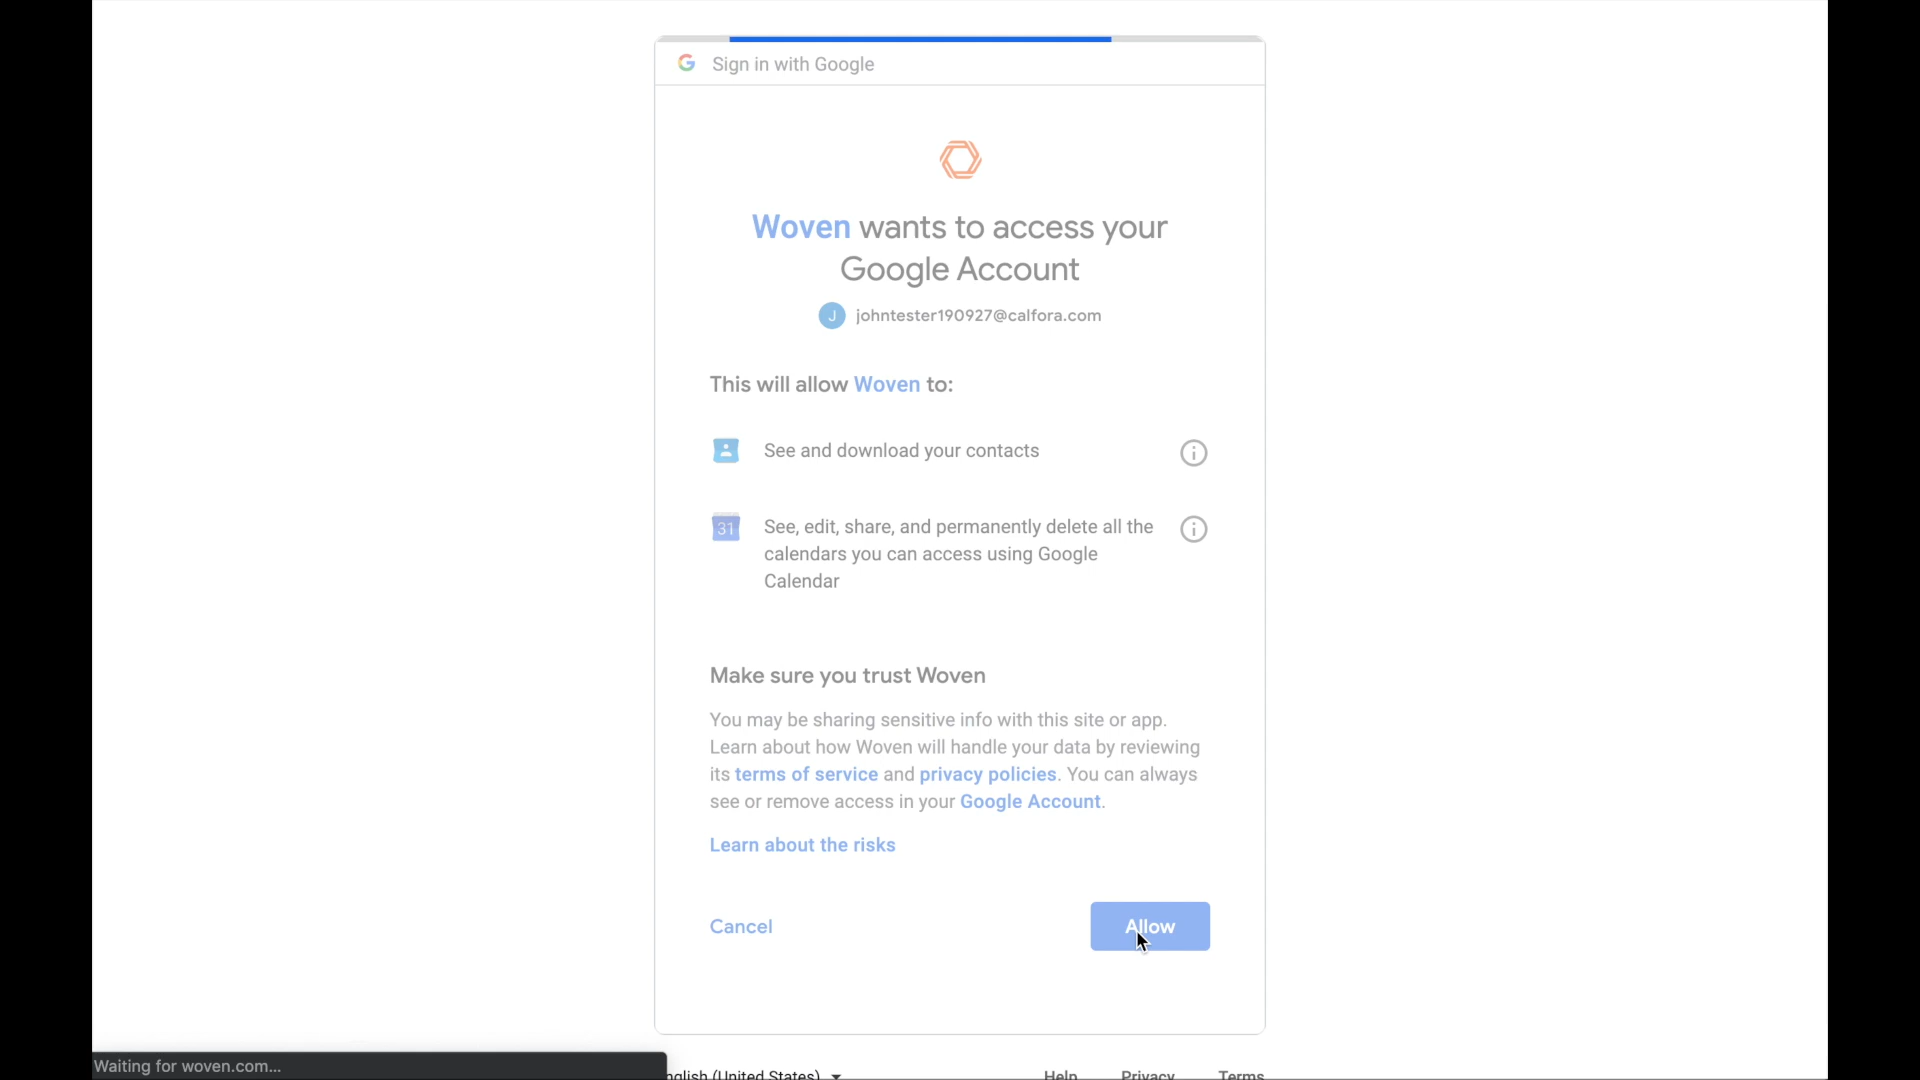 Sign in with Google
Woven wants to access your
Google Account
J johntester190927@calfora.com
This will allow Woven to:
See and download your contacts
31 See, edit, share, and permanently delete all the
calendars you can access using Google
Calendar
Make sure you trust Woven
You may be sharing sensitive info with this site or app.
Learn about how Woven will handle your data by reviewing
its terms of service and privacy policies. You can always
see or remove access in your Google Account.
Learn about the risks
Cancel Allow
Waiting for woven.com...
nglish (United States) Help Privacy Terms